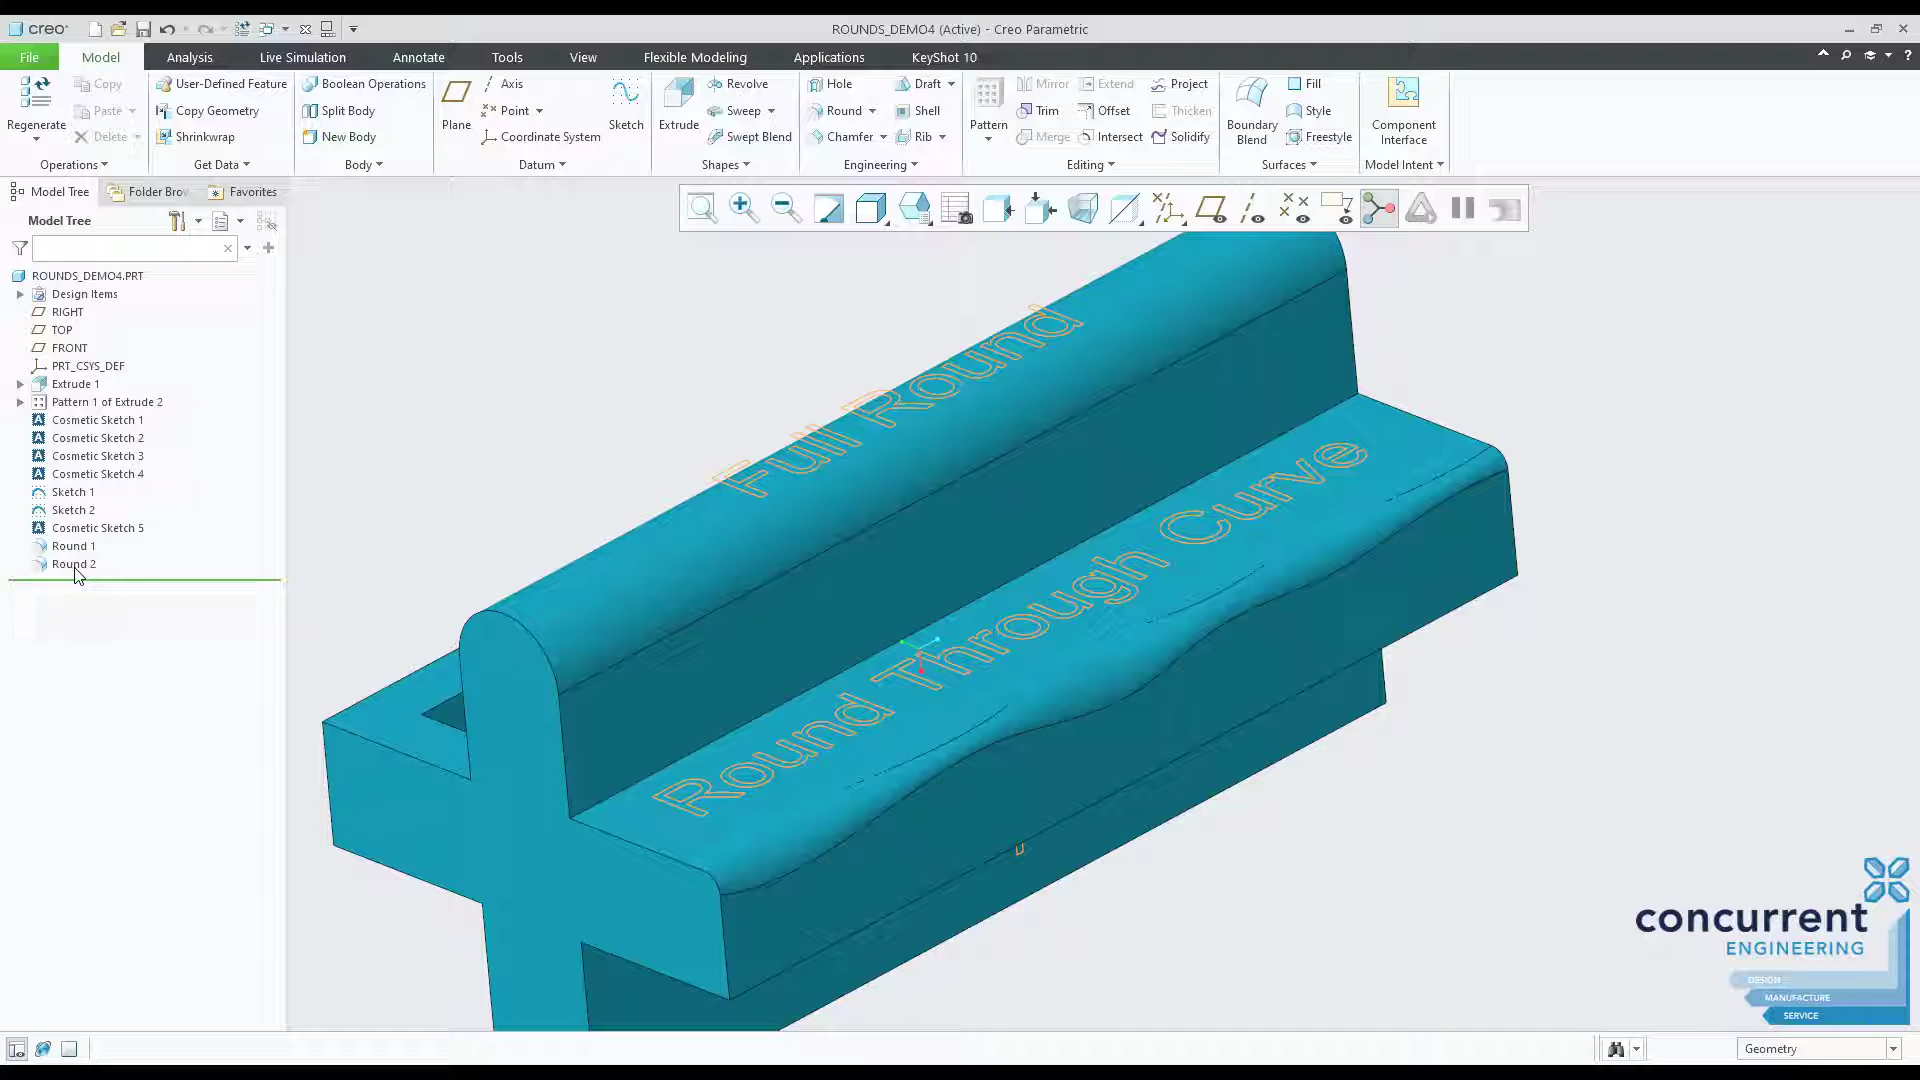 creo
ROUNDS_DEMO4 (Active) - Creo Parametric
File Model Analysis Live Simulation Annotate Tools View Flexible Modeling Applications KeyShot 10
Regenerate
Copy
Paste
Delete
Operations
User-Defined Feature
Copy Geometry
Shrinkwrap
Get Data
Boolean Operations
Split Body
New Body
Body
Plane
Axis
Point
Coordinate System
Sketch
Datum
Extrude
Revolve
Sweep
Swept Blend
Shapes
Hole
Round
Chamfer
Draft
Shell
Rib
Engineering
Pattern
Mirror
Trim
Merge
Extend
Offset
Intersect
Project
Thicken
Solidify
Editing
Boundary
Blend
Fill
Style
Freestyle
Surfaces
Component
Interface
Model Intent
Model Tree Folder Brov Favorites
Model Tree
ROUNDS_DEMO4.PRT
Design Items
RIGHT
TOP
FRONT
PRT_CSYS_DEF
Extrude 1
Pattern 1 of Extrude 2
Cosmetic Sketch 1
Cosmetic Sketch 2
Cosmetic Sketch 3
Cosmetic Sketch 4
Sketch 1
Sketch 2
Cosmetic Sketch 5
Round 1
Round 2
Full Round
Round Through Curve
concurrent
ENGINEERING
DESIGN
MANUFACTURE
SERVICE
Geometry